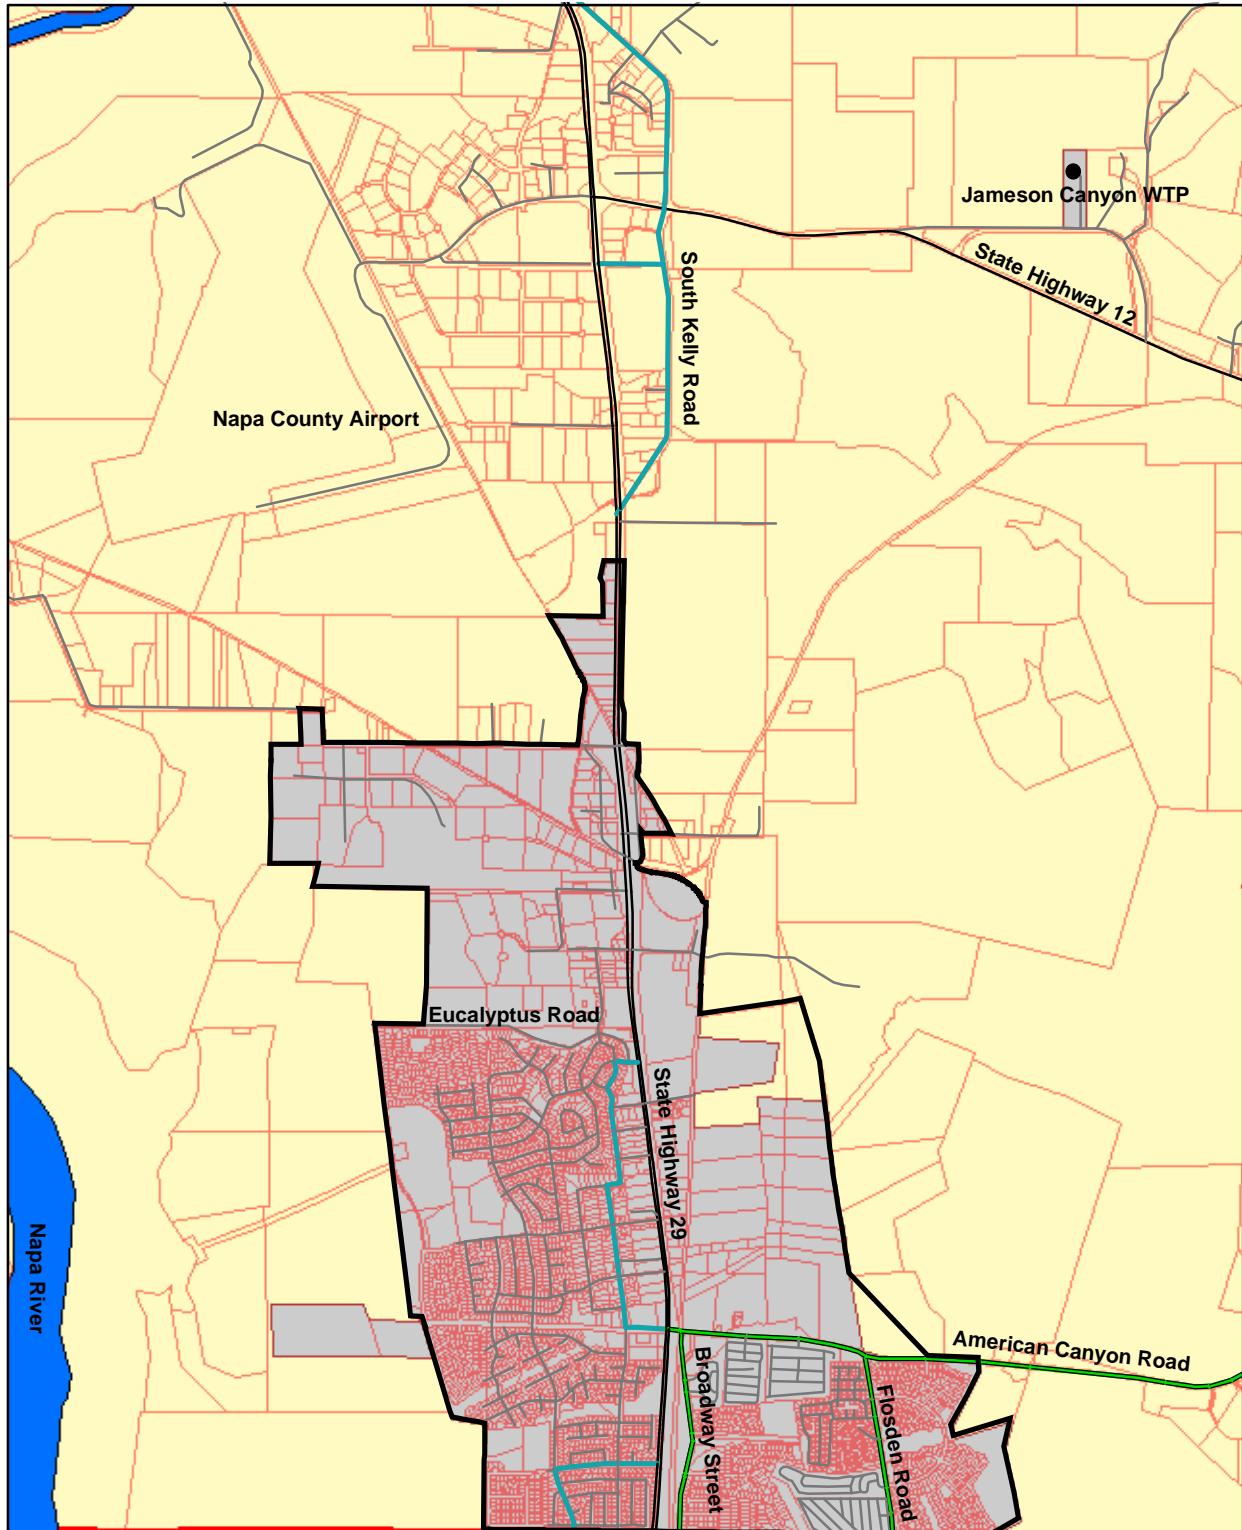 Jameson Canyon WTP
State Highway 12
South Kelly Road
Napa County Airport
Eucalyptus Road
State Highway 29
Napa River
American Canyon Road
Broadway Street
Flosden Road